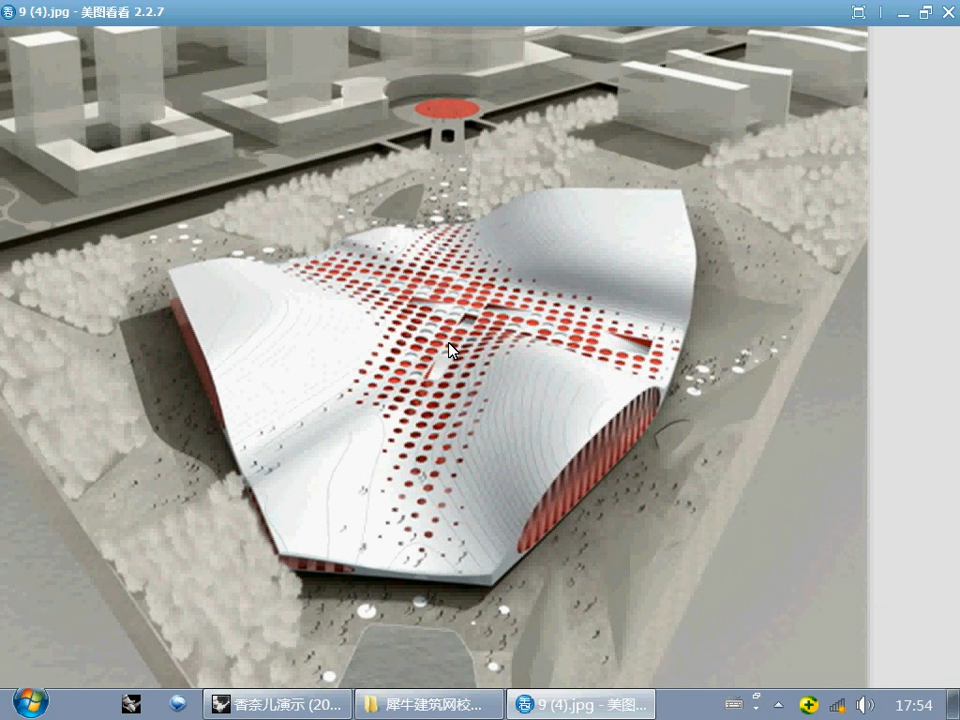 9 (4).jpg - 美图看看 2.2.7
香奈儿演示 (20...
犀牛建筑网校...
看 9 (4).jpg - 美图...
17:54